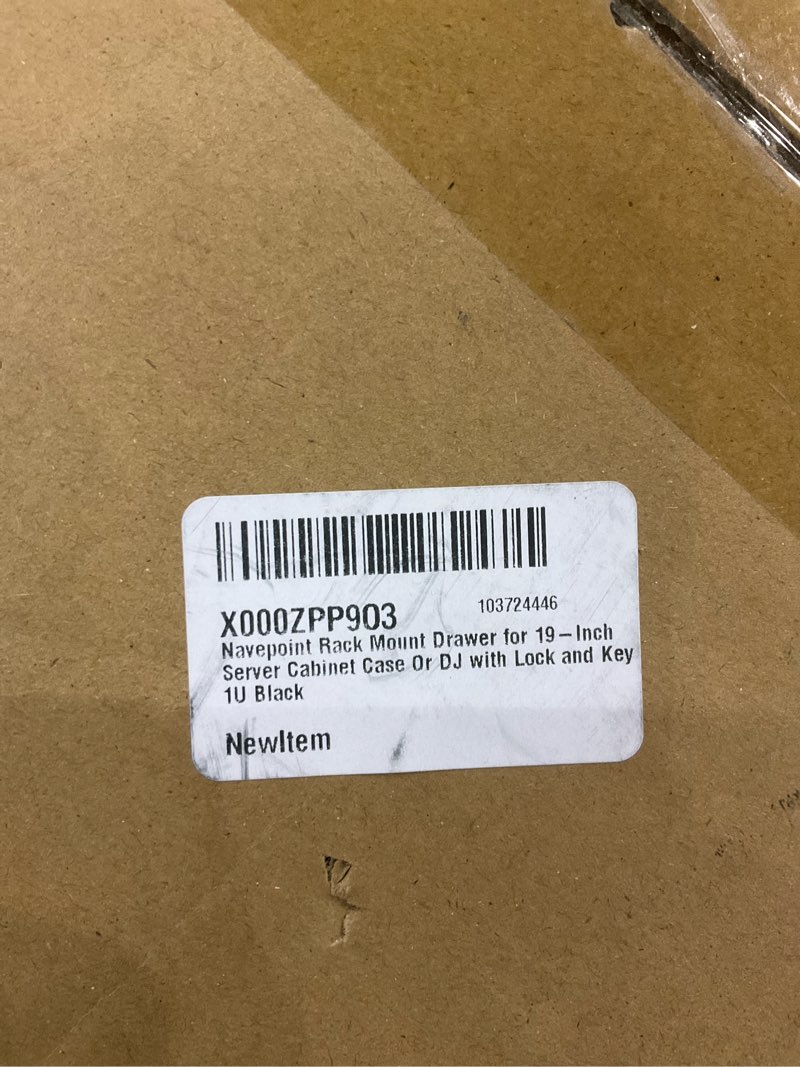 X000ZPP9O3
103724446
Navepoint Rack Mount Drawer for 19-Inch
Server Cabinet Case Or DJ with Lock and Key
1U Black
NewItem